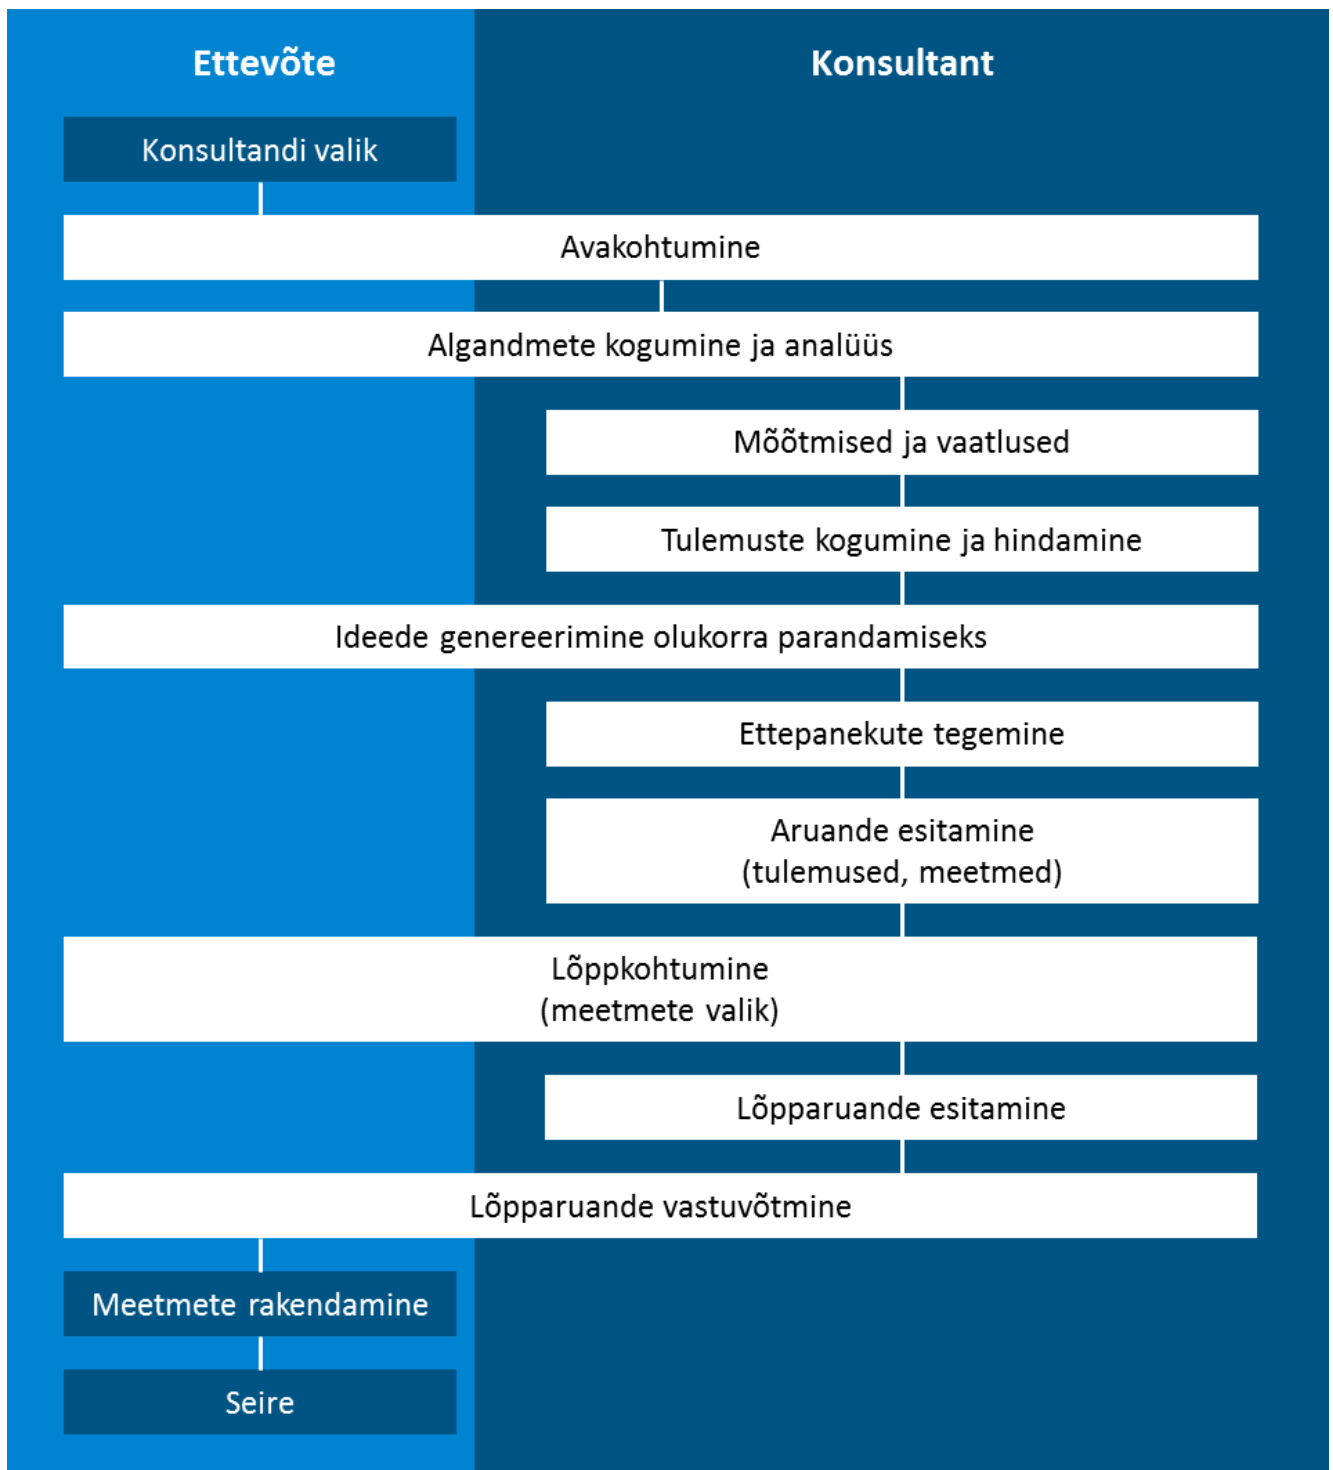 Ettevõte
Konsultant
Konsultandi valik
Avakohtumine
Algandmete kogumine ja analüüs
Mõõtmised ja vaatlused
Tulemuste kogumine ja hindamine
Ideede genereerimine olukorra parandamiseks
Ettepanekute tegemine
Aruande esitamine
(tulemused, meetmed)
Lõppkohtumine
(meetmete valik)
Lõpparuande esitamine
Lõpparuande vastuvõtmine
Meetmete rakendamine
Seire